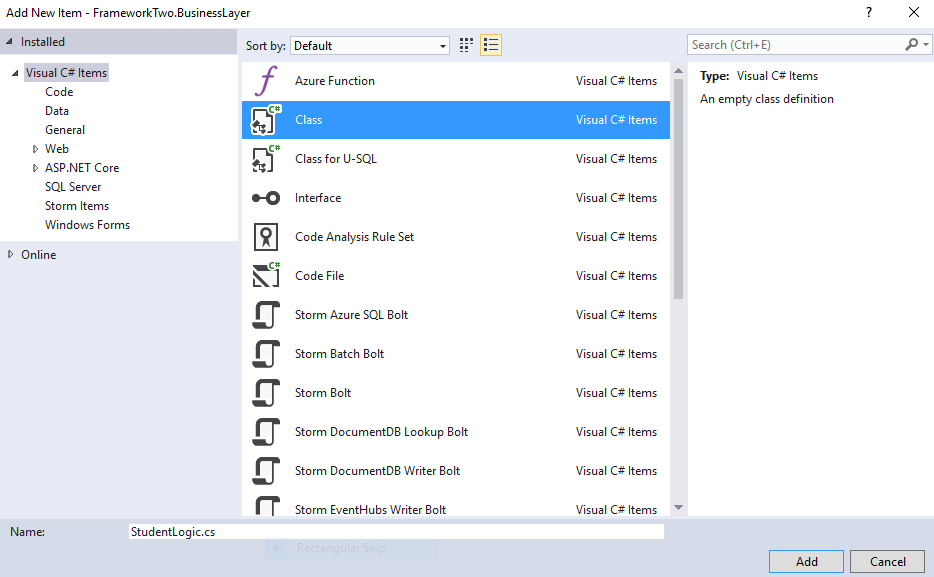 Add New Item - FrameworkTwo.BusinessLayer
?
Installed
Sort by: Default
Search (Ctrl+E)
Visual C# Items
Code
Data
General
Web
ASP.NET Core
SQL Server
Storm Items
Windows Forms
Online
Azure Function Visual C# Items
C# Class Visual C# Items
C# Class for U-SQL Visual C# Items
Interface Visual C# Items
Code Analysis Rule Set Visual C# Items
C# Code File Visual C# Items
Storm Azure SQL Bolt Visual C# Items
Storm Batch Bolt Visual C# Items
Storm Bolt Visual C# Items
Storm DocumentDB Lookup Bolt Visual C# Items
Storm DocumentDB Writer Bolt Visual C# Items
Storm EventHubs Writer Bolt Visual C# Items
Type: Visual C# Items
An empty class definition
Name: StudentLogic.cs
Rectangular Snip
Add Cancel